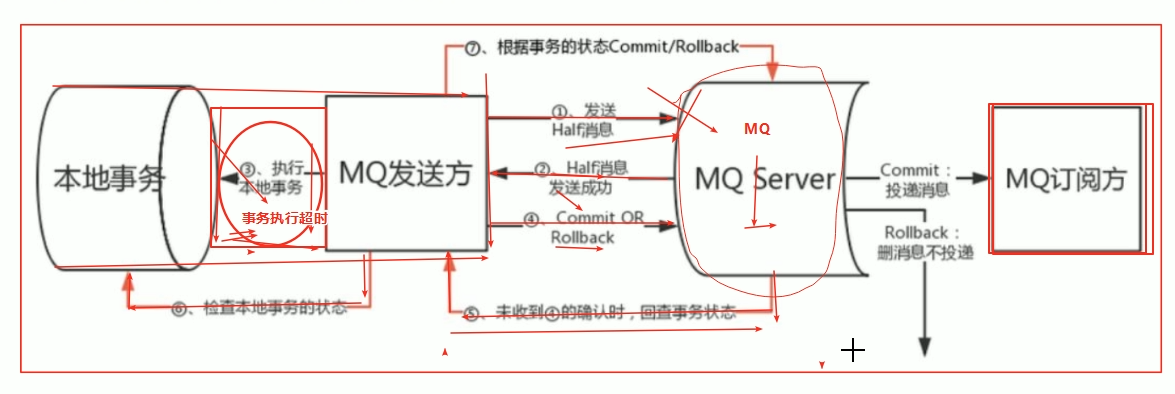 ⑦、根据事务的状态Commit/Rollback
①、发送
Half消息
MQ
本地事务
③、执行
本地事务
事务执行超时
MQ发送方
②、Half消息
发送成功
MQ Server
Commit：
投递消息
MQ订阅方
④、Commit OR
Rollback
Rollback：
删消息不投递
⑥、检查本地事务的状态
⑤、未收到④的确认时，回查事务状态